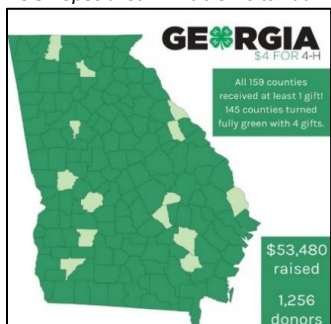 GEORGIA
$4 FOR 4-H
All 159 counties
received at least 1 gift!
145 counties turned
fully green with 4 gifts.
$53,480
raised
1,256
donors